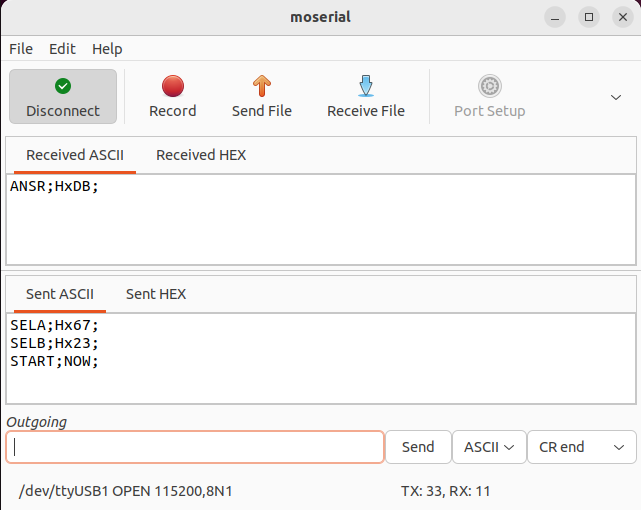 moserial
File Edit Help
Disconnect Record Send File Receive File Port Setup
Received ASCII Received HEX
ANSR;HxDB;
Sent ASCII Sent HEX
SELA;Hx67;
SELB;Hx23;
START;NOW;
Outgoing
Send ASCII CR end
/dev/ttyUSB1 OPEN 115200,8N1 TX: 33, RX: 11